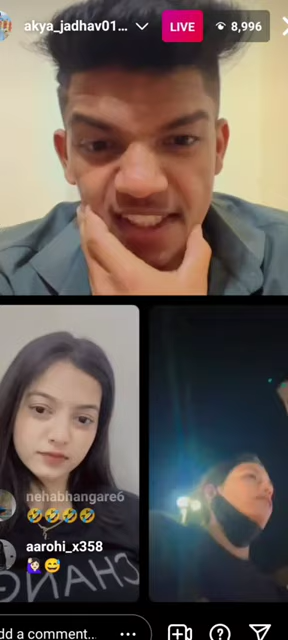 akya_jadhav01... LIVE 8,996
nehabhangare6
🤣🤣🤣🤣
aarohi_x358
🤷🏻‍♀️😅
CHANG
dd a comment...